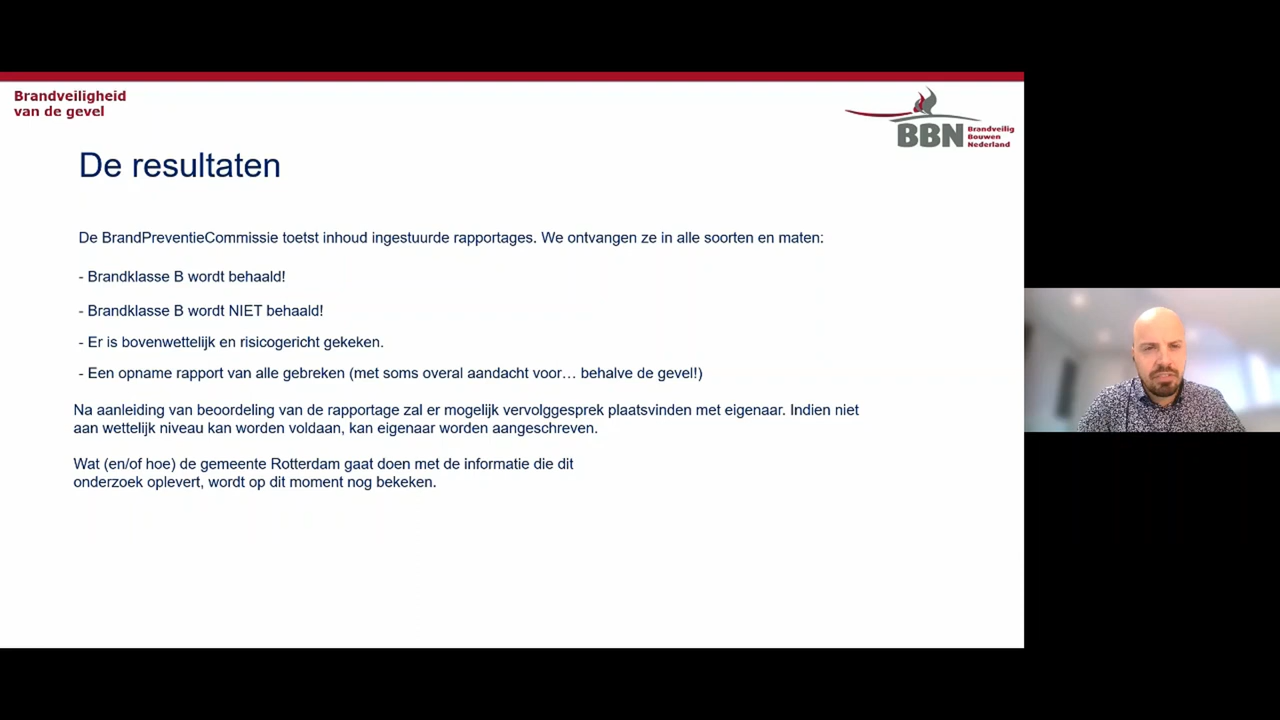 Brandveiligheid
van de gevel
BBN Brandveilig
Bouwen
Nederland
De resultaten
De BrandPreventieCommissie toetst inhoud ingestuurde rapportages. We ontvangen ze in alle soorten en maten:
- Brandklasse B wordt behaald!
- Brandklasse B wordt NIET behaald!
- Er is bovenwettelijk en risicogericht gekeken.
- Een opname rapport van alle gebreken (met soms overal aandacht voor… behalve de gevel!)
Na aanleiding van beoordeling van de rapportage zal er mogelijk vervolggesprek plaatsvinden met eigenaar. Indien niet
aan wettelijk niveau kan worden voldaan, kan eigenaar worden aangeschreven.
Wat (en/of hoe) de gemeente Rotterdam gaat doen met de informatie die dit
onderzoek oplevert, wordt op dit moment nog bekeken.